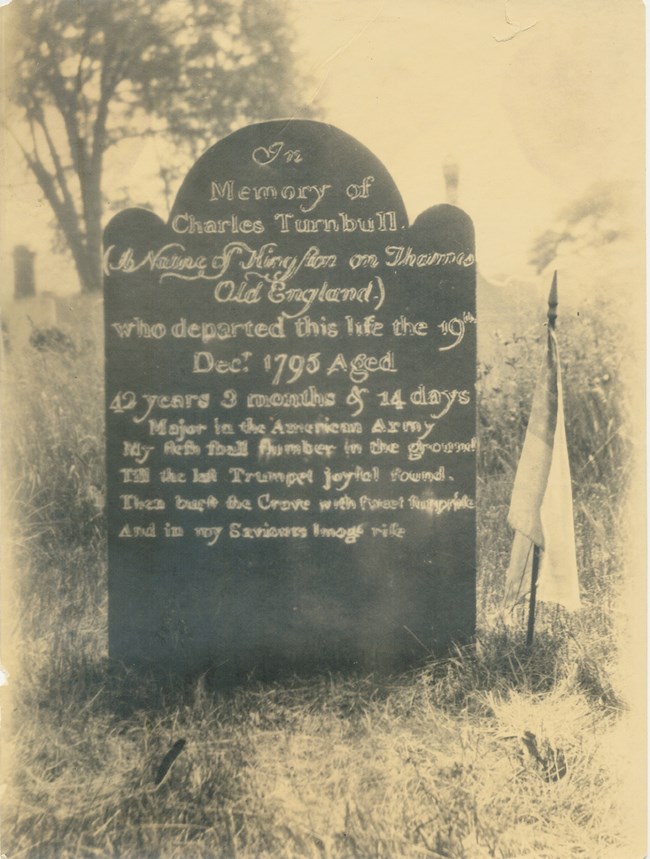 In
Memory of
Charles Turnbull.
(A Native of Kingſton on Thames
Old England.)
who departed this life the 19th
Decr. 1795 Aged
42 years 3 months & 14 days
Major in the American Army
My fleſh ſhall ſlumber in the ground
Till the laſt Trumpet joyful ſound.
Then burſt the Grave with ſweet ſurpriſe
And in my Saviours Image riſe